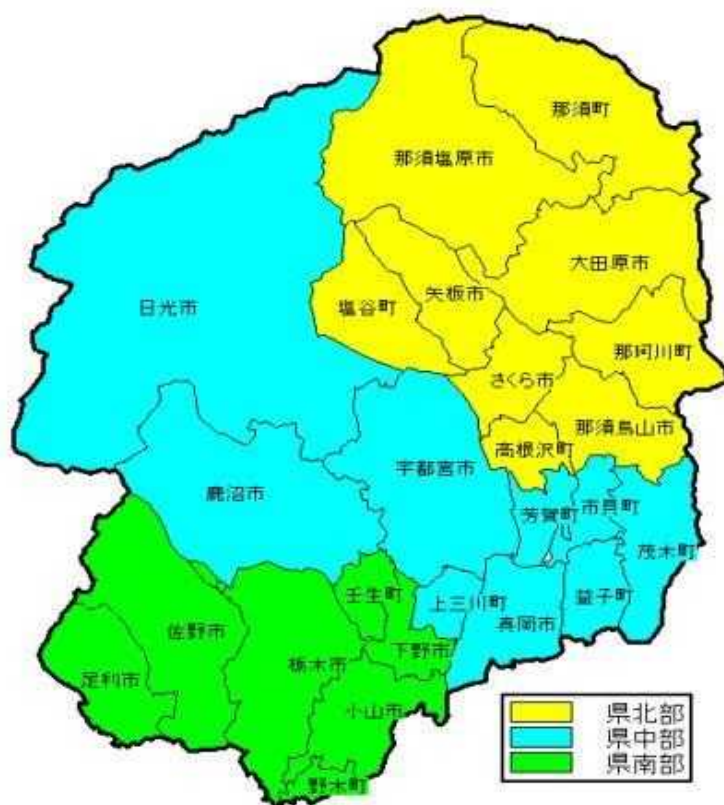 那須町
那須塩原市
大田原市
矢板市
塩谷町
日光市
那珂川町
さくら市
那須烏山市
高根沢町
宇都宮市
鹿沼市
芳賀町
市貝町
茂木町
壬生町
上三川町
益子町
真岡市
佐野市
下野市
栃木市
足利市
小山市
野木町
県北部
県中部
県南部